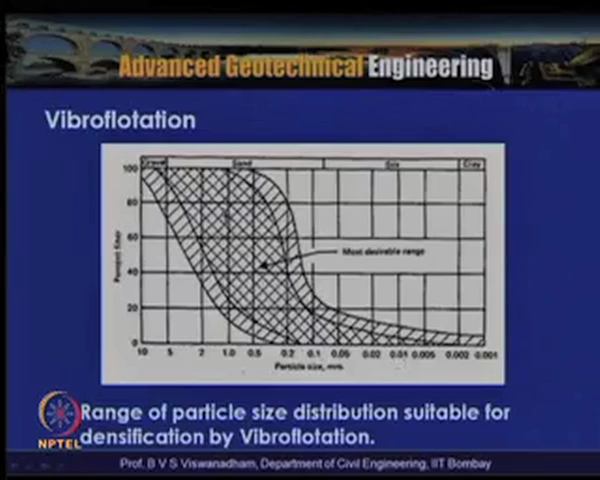 Advanced Geotechnical Engineering
Vibroflotation
Gravel Sand Silt Clay
100
80
60
40
20
0
Percent finer
Most desirable range
10 5 2 1.0 0.5 0.2 0.1 0.05 0.02 0.01 0.005 0.002 0.001
Particle size, mm
Range of particle size distribution suitable for
densification by Vibroflotation.
NPTEL
Prof. B V S Viswanadham, Department of Civil Engineering, IIT Bombay